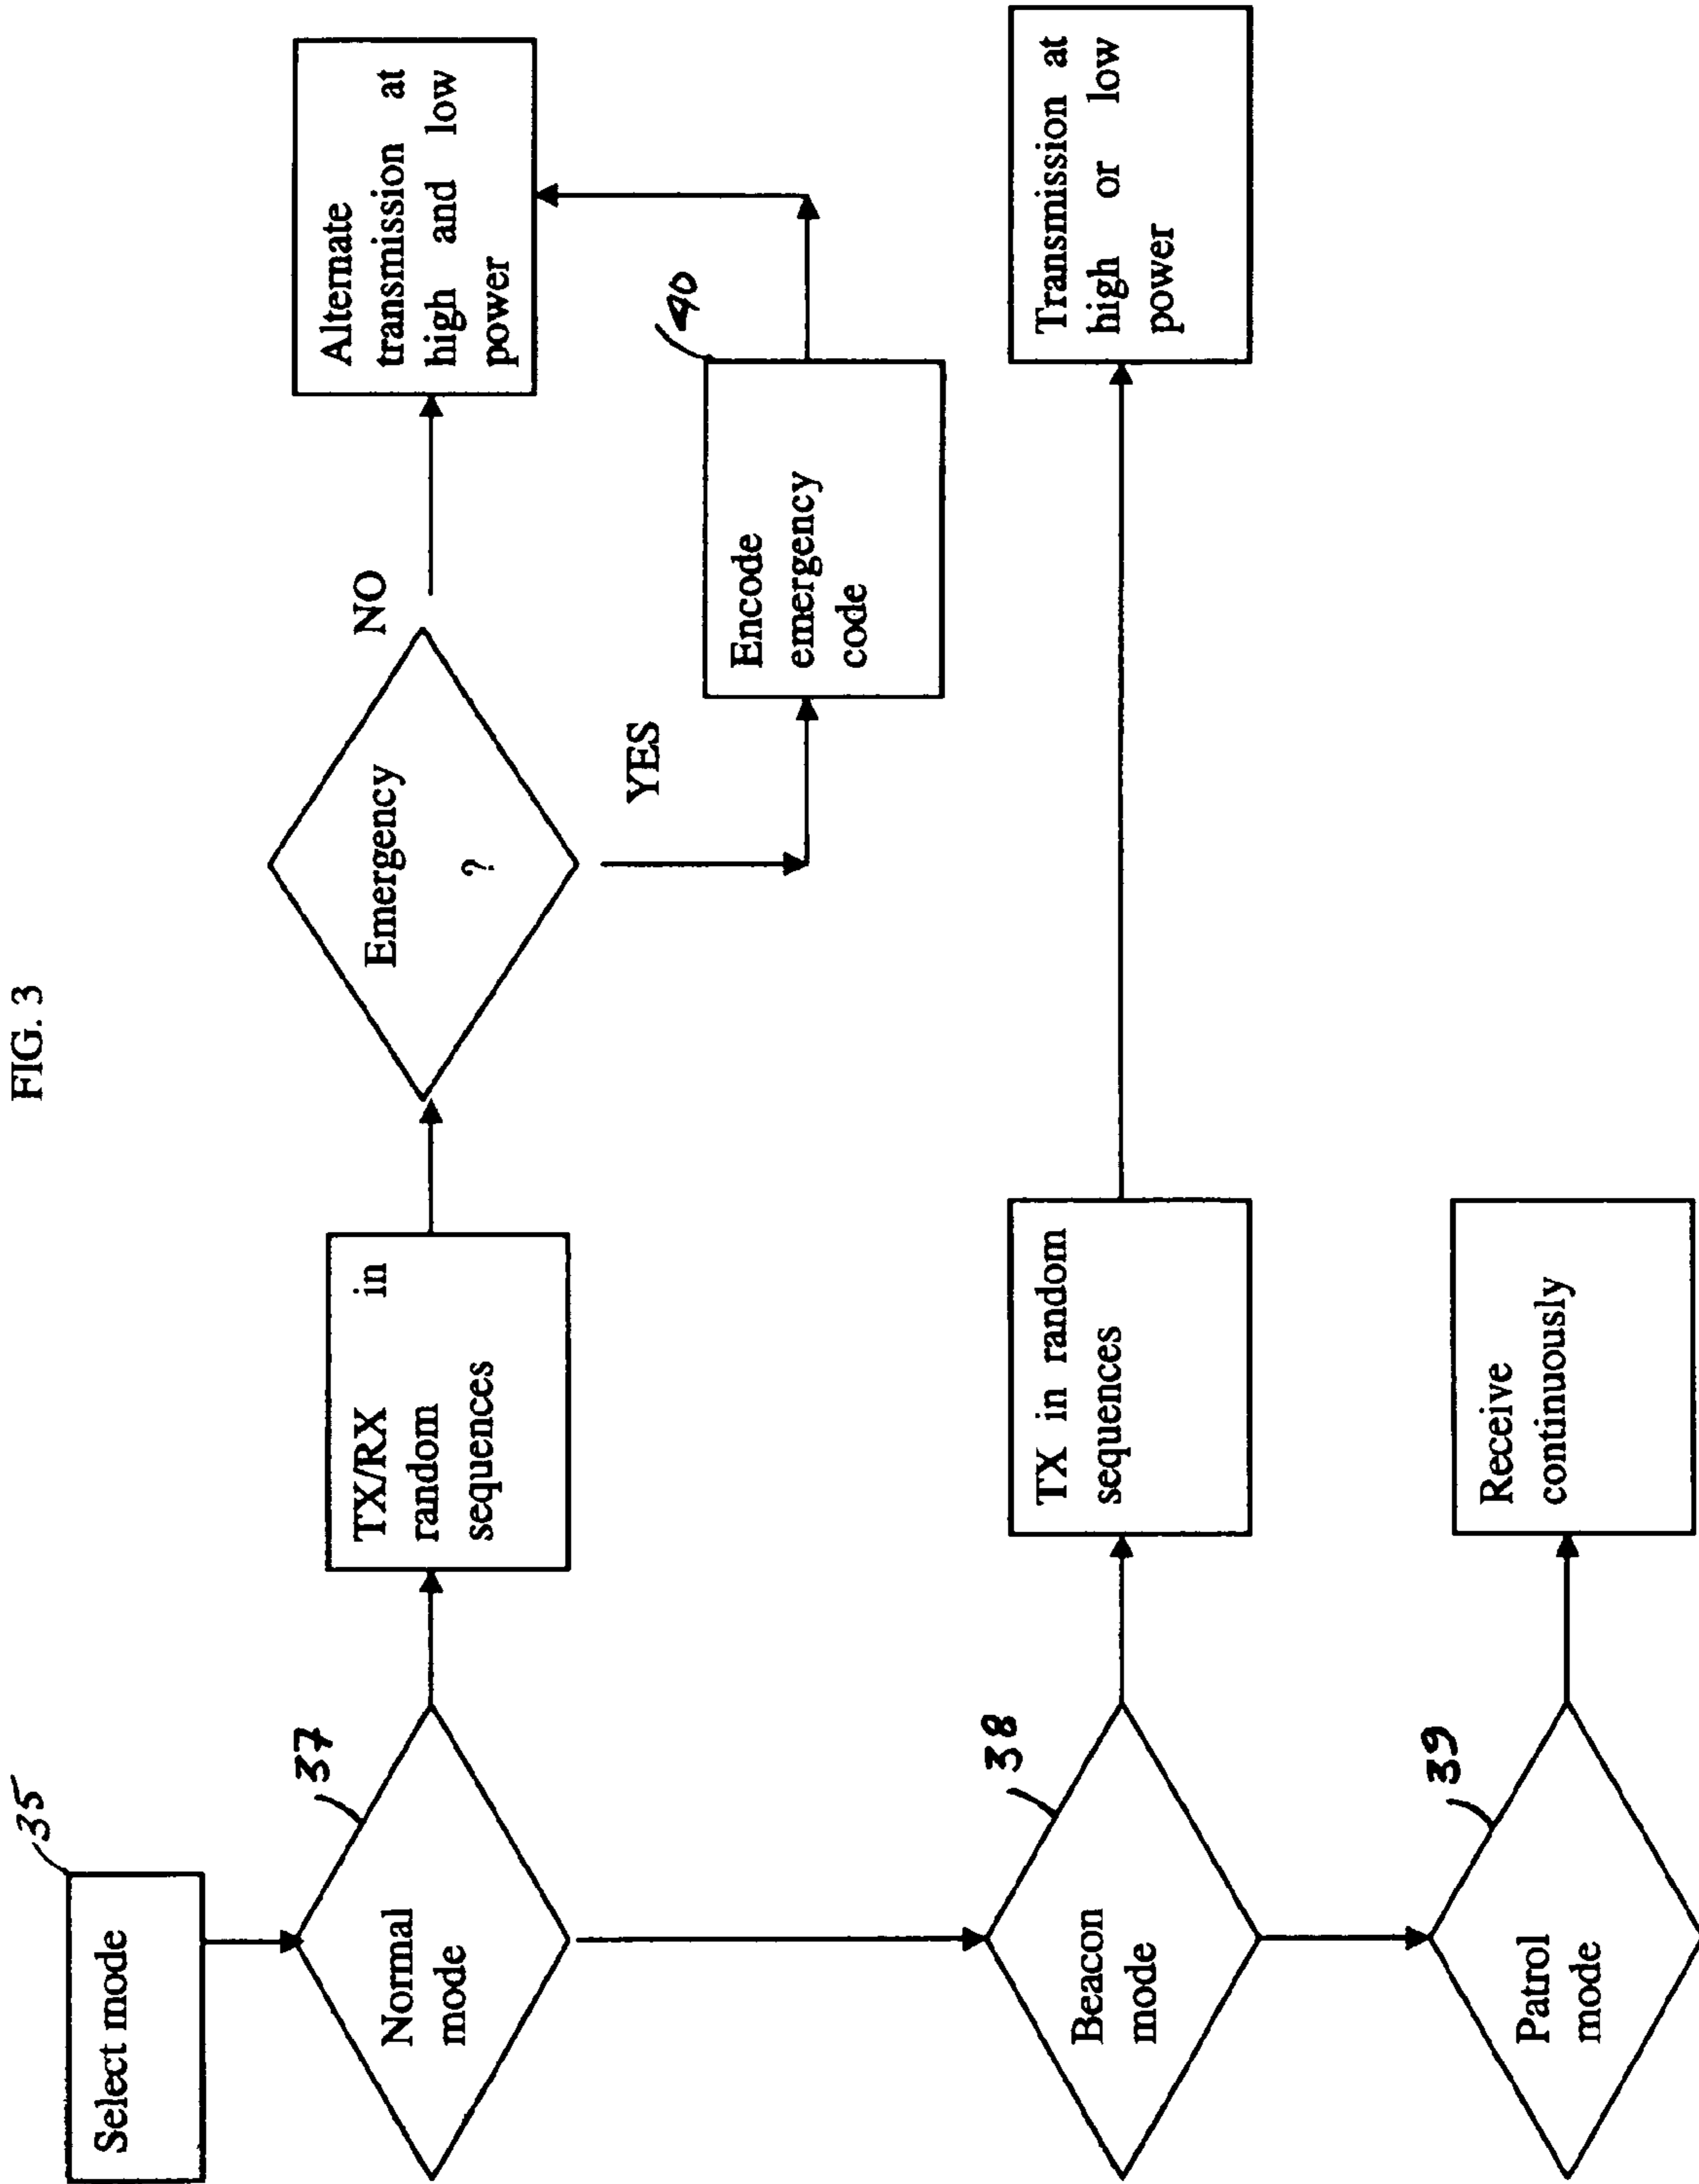 FIG. 3
35
Select mode
37
Normal
mode
TX/RX in
random
sequences
Emergency
?
NO
Alternate
transmission at
high and low
power
YES
40
Encode
emergency
code
38
Beacon
mode
TX in random
sequences
Transmission at
high or low
power
39
Patrol
mode
Receive
continuously